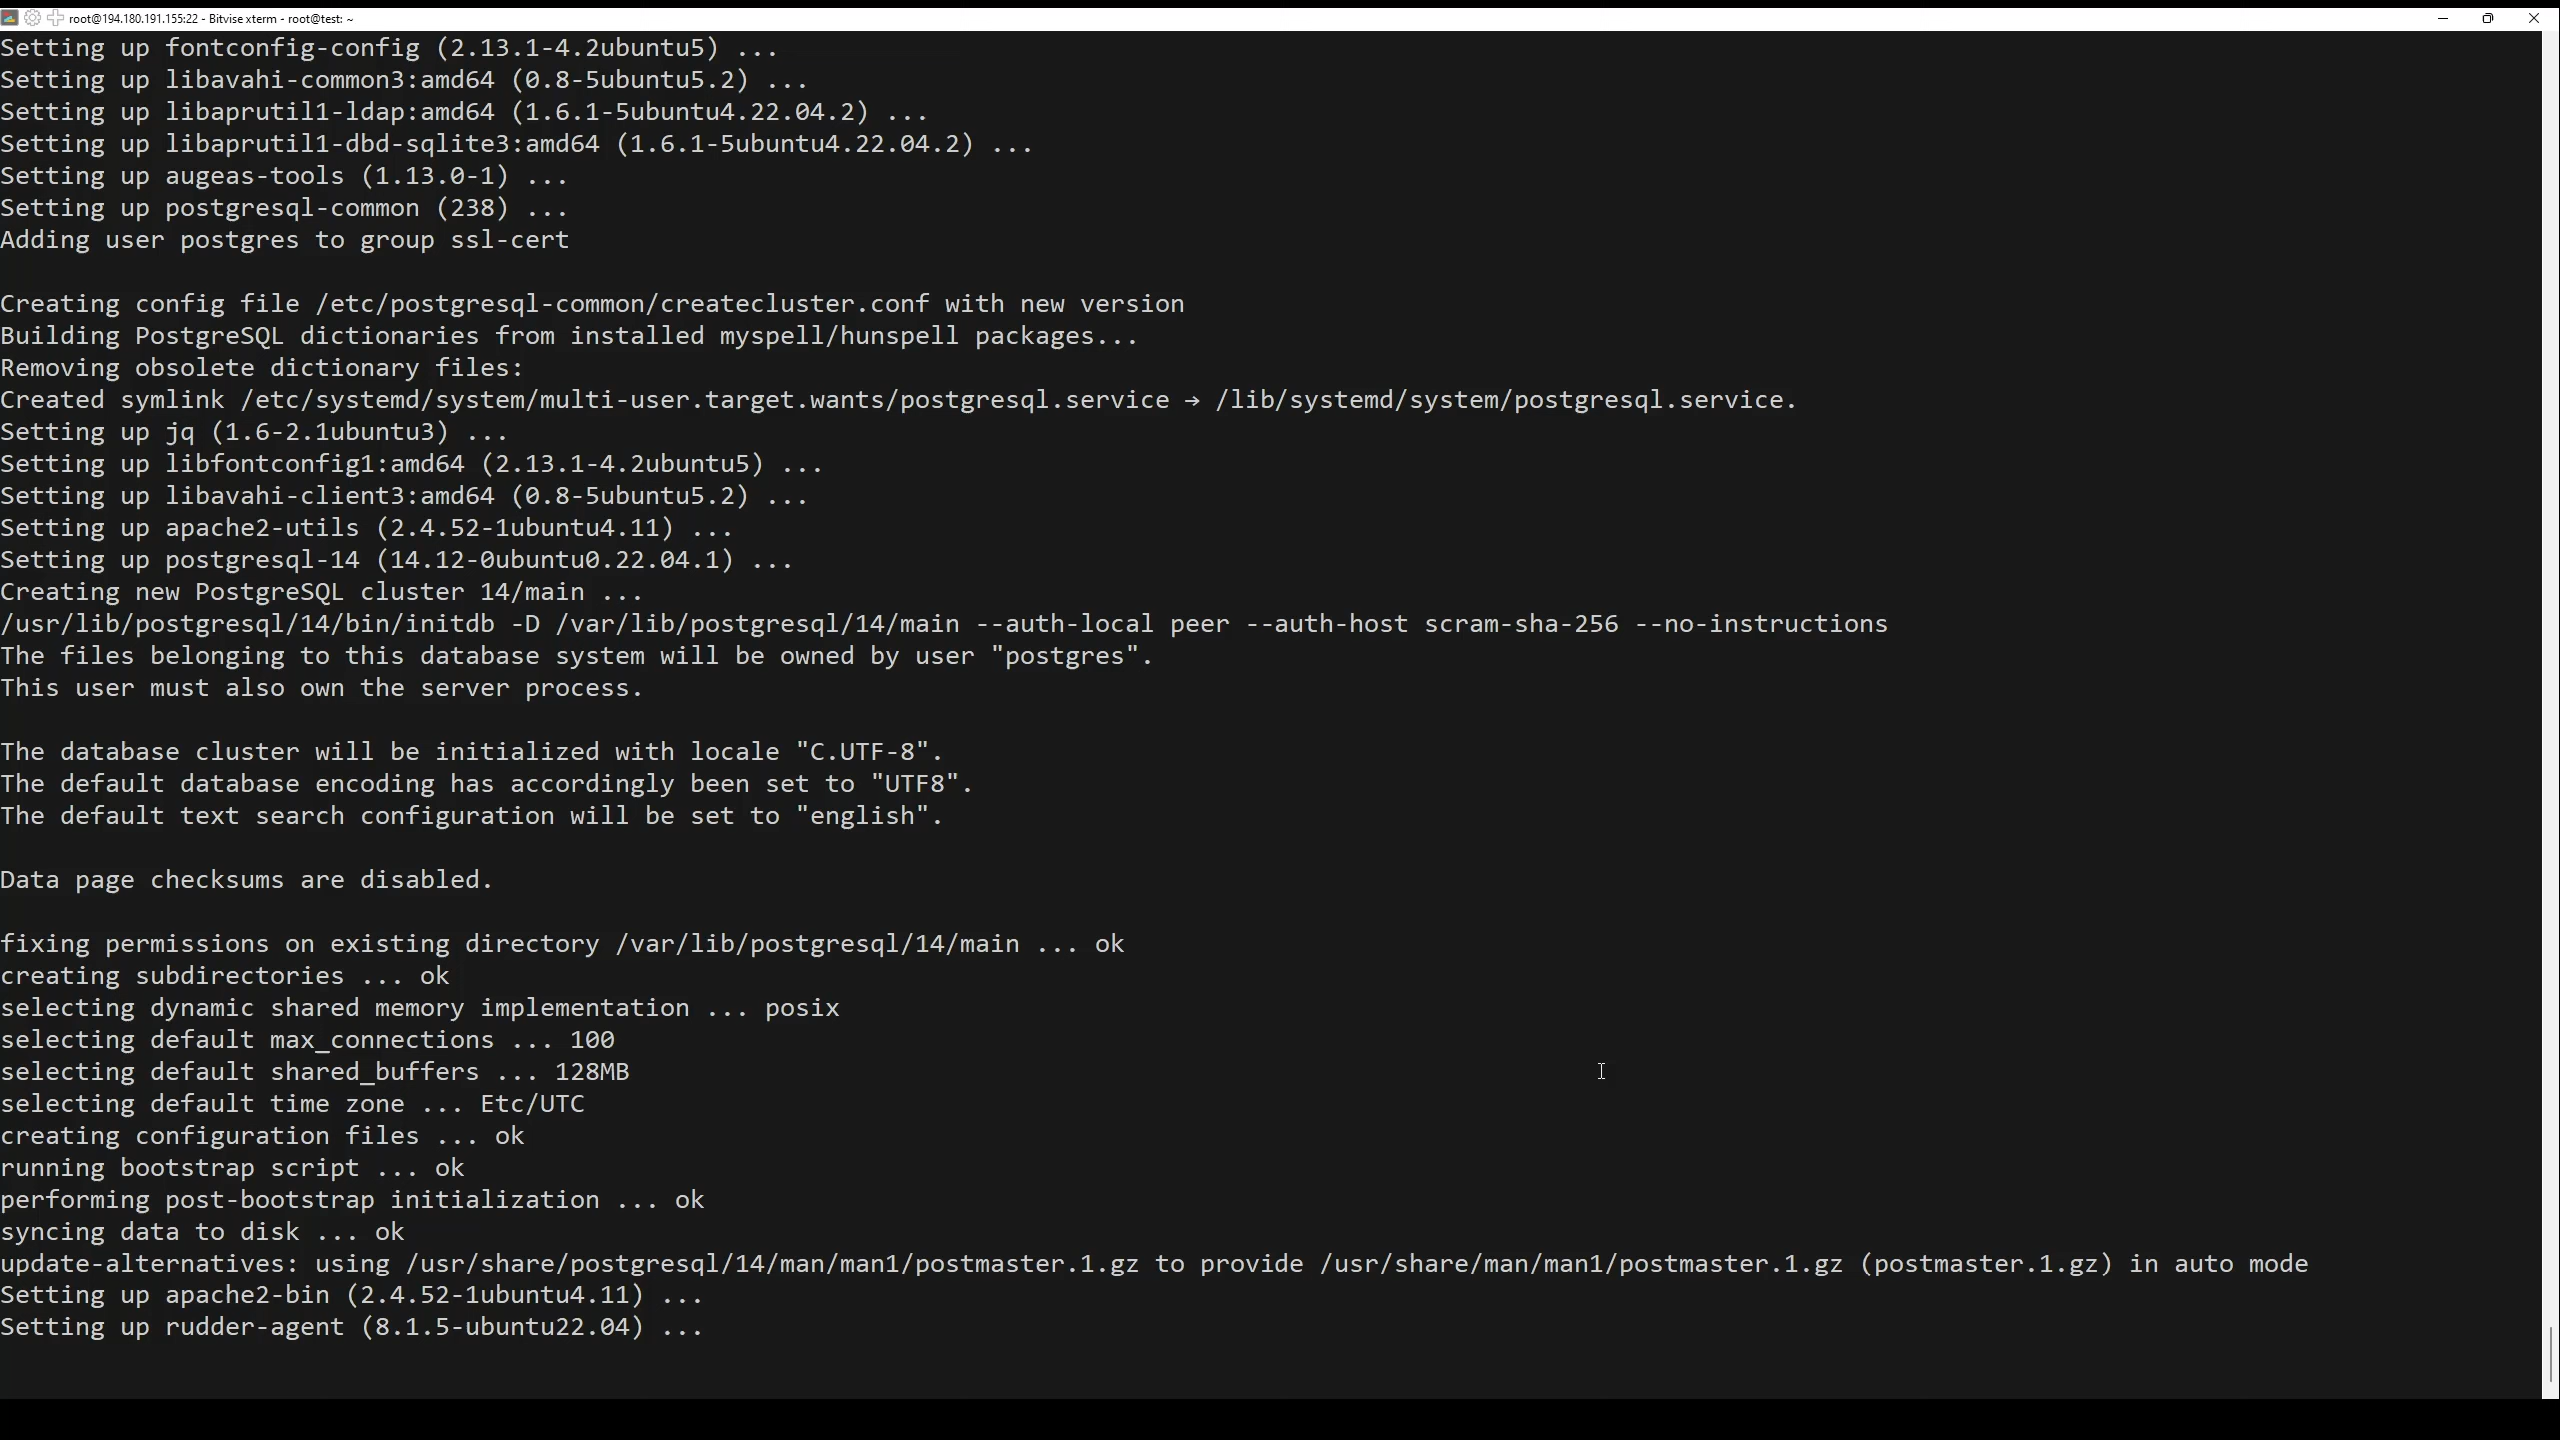 root@194.180.191.155:22 - Bitvise xterm - root@test: ~
Setting up fontconfig-config (2.13.1-4.2ubuntu5) ...
Setting up libavahi-common3:amd64 (0.8-5ubuntu5.2) ...
Setting up libaprutil1-ldap:amd64 (1.6.1-5ubuntu4.22.04.2) ...
Setting up libaprutil1-dbd-sqlite3:amd64 (1.6.1-5ubuntu4.22.04.2) ...
Setting up augeas-tools (1.13.0-1) ...
Setting up postgresql-common (238) ...
Adding user postgres to group ssl-cert
Creating config file /etc/postgresql-common/createcluster.conf with new version
Building PostgreSQL dictionaries from installed myspell/hunspell packages...
Removing obsolete dictionary files:
Created symlink /etc/systemd/system/multi-user.target.wants/postgresql.service → /lib/systemd/system/postgresql.service.
Setting up jq (1.6-2.1ubuntu3) ...
Setting up libfontconfig1:amd64 (2.13.1-4.2ubuntu5) ...
Setting up libavahi-client3:amd64 (0.8-5ubuntu5.2) ...
Setting up apache2-utils (2.4.52-1ubuntu4.11) ...
Setting up postgresql-14 (14.12-0ubuntu0.22.04.1) ...
Creating new PostgreSQL cluster 14/main ...
/usr/lib/postgresql/14/bin/initdb -D /var/lib/postgresql/14/main --auth-local peer --auth-host scram-sha-256 --no-instructions
The files belonging to this database system will be owned by user "postgres".
This user must also own the server process.
The database cluster will be initialized with locale "C.UTF-8".
The default database encoding has accordingly been set to "UTF8".
The default text search configuration will be set to "english".
Data page checksums are disabled.
fixing permissions on existing directory /var/lib/postgresql/14/main ... ok
creating subdirectories ... ok
selecting dynamic shared memory implementation ... posix
selecting default max_connections ... 100
selecting default shared_buffers ... 128MB
selecting default time zone ... Etc/UTC
creating configuration files ... ok
running bootstrap script ... ok
performing post-bootstrap initialization ... ok
syncing data to disk ... ok
update-alternatives: using /usr/share/postgresql/14/man/man1/postmaster.1.gz to provide /usr/share/man/man1/postmaster.1.gz (postmaster.1.gz) in auto mode
Setting up apache2-bin (2.4.52-1ubuntu4.11) ...
Setting up rudder-agent (8.1.5-ubuntu22.04) ...